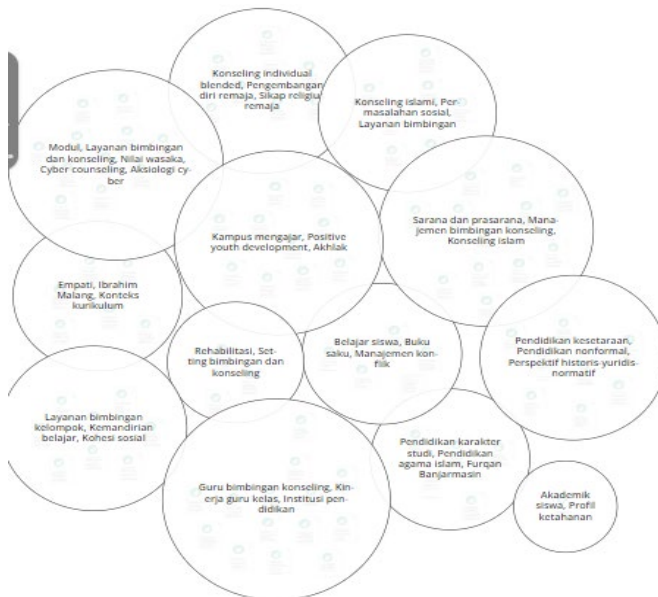 Konseling individual
blended, Pengembangan
diri remaja, Sikap religiu
remaja
Konseling islami, Per-
masalahan sosial,
Layanan bimbingan
Modul, Layanan bimbingan
dan konseling, Nilai wasaka,
Cyber counseling, Aksiologi cy-
ber
Kampus mengajar, Positive
youth development, Akhlak
Sarana dan prasarana, Mana-
jemen bimbingan konseling,
Konseling islam
Empati, Ibrahim
Malang, Konteks
kurikulum
Rehabilitasi, Set-
ting bimbingan dan
konseling
Belajar siswa, Buku
saku, Manajemen kon-
flik
Pendidikan kesetaraan,
Pendidikan nonformal,
Perspektif historis-yuridis-
normatif
Layanan bimbingan
kelompok, Kemandirian
belajar, Kohesi sosial
Guru bimbingan konseling, Kin-
erja guru kelas, Institusi pen-
didikan
Pendidikan karakter
studi, Pendidikan
agama islam, Furqan
Banjarmasin
Akademik
siswa, Profil
ketahanan